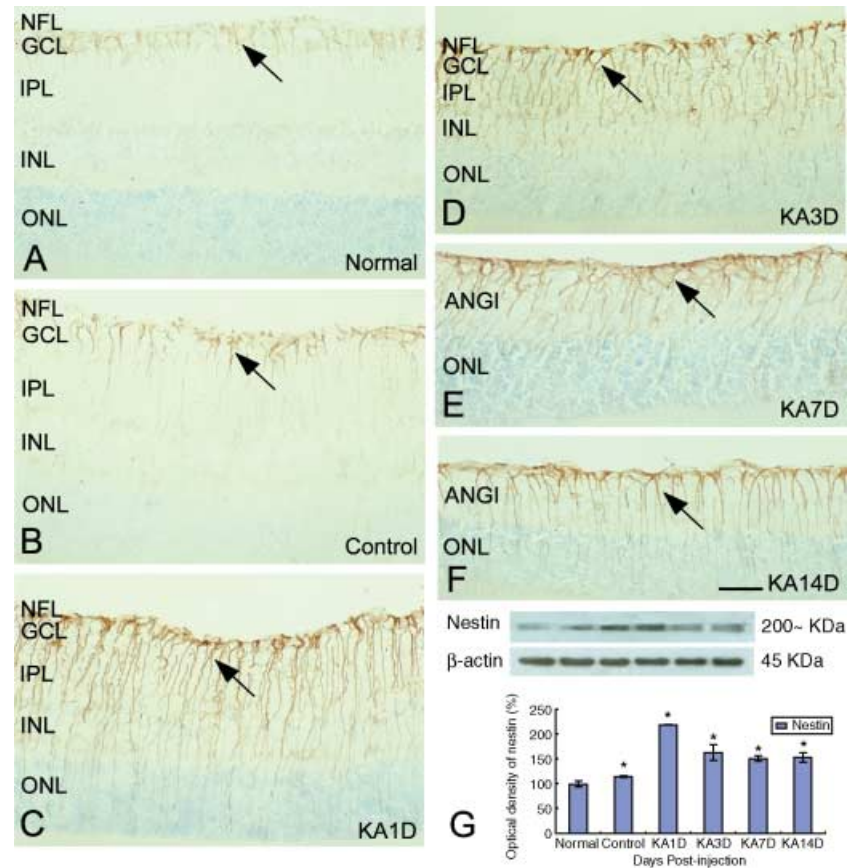 NFL
GCL
IPL
INL
ONL
A
Normal
NFL
GCL
IPL
INL
ONL
B
Control
NFL
GCL
IPL
INL
ONL
C
KA1D
NFL
GCL
IPL
INL
ONL
D
KA3D
ANGI
ONL
E
KA7D
ANGI
ONL
F
KA14D
Nestin
200~ KDa
β-actin
45 KDa
G
Optical density of nestin (%)
250
200
150
100
50
0
* * * * *
Nestin
Normal Control KA1D KA3D KA7D KA14D
Days Post-injection